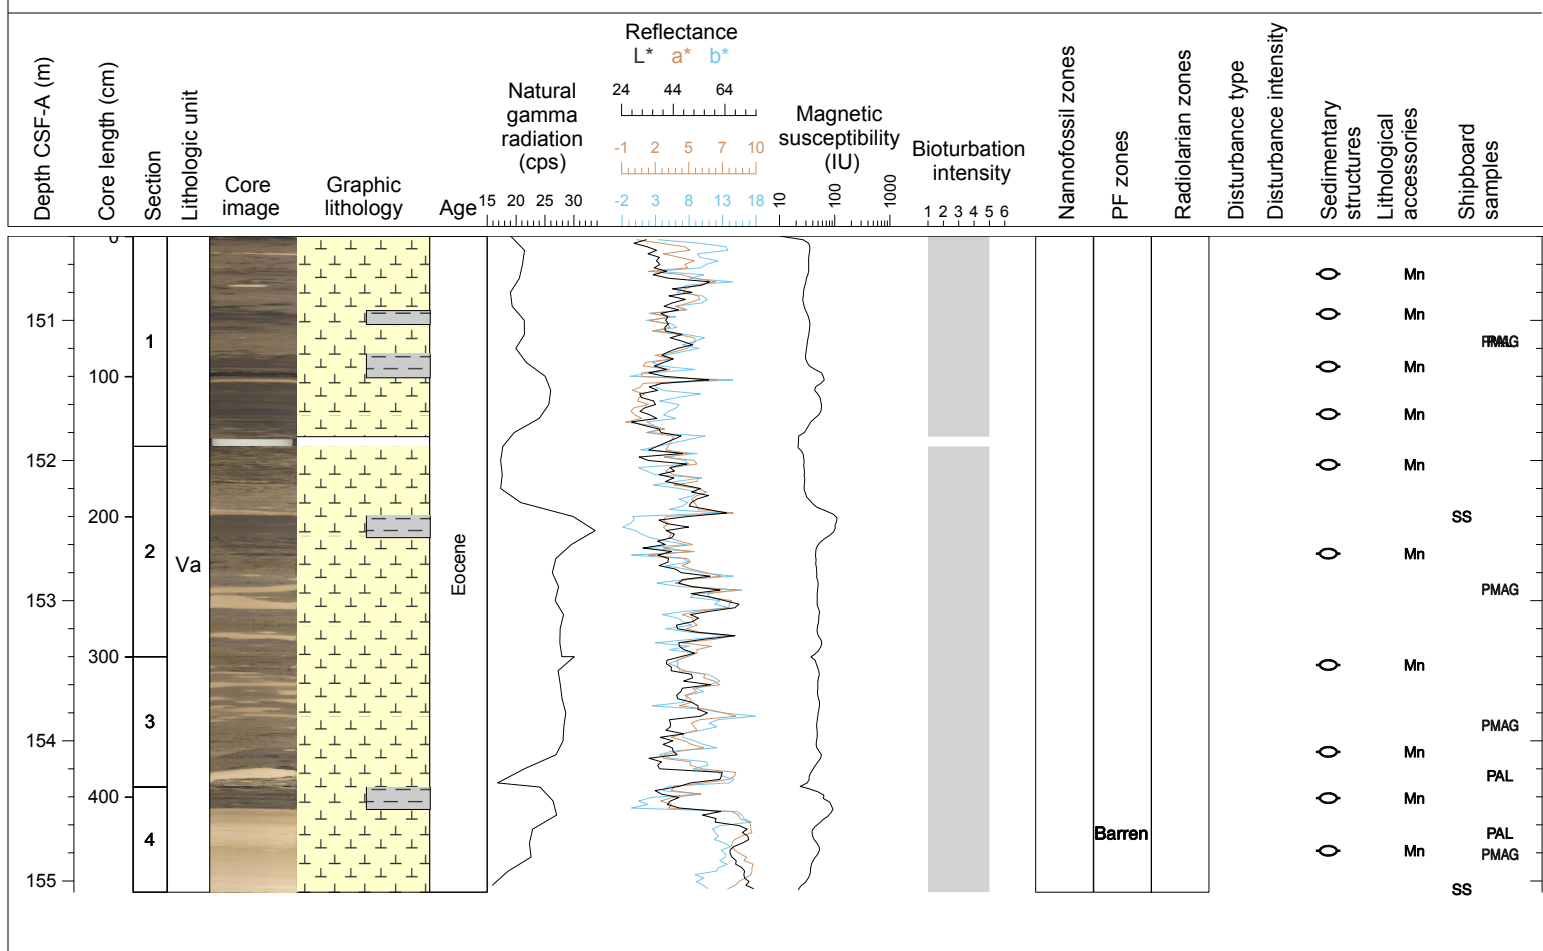 Depth CSF-A (m)
Core length (cm)
Section
Lithologic unit
Core
image
Graphic
lithology
Age
Natural
gamma
radiation
(cps)
15 20 25 30
Reflectance
L* a* b*
24 44 64
-1 2 5 8 10
-2 3 8 13 18
Magnetic
susceptibility
(IU)
10 100 1000
Bioturbation
intensity
1 2 3 4 5 6
Nannofossil zones
PF zones
Radiolarian zones
Disturbance type
Disturbance intensity
Sedimentary
structures
Lithological
accessories
Shipboard
samples
0
Mn
151
Mn
1
PMAG
Mn
100
Mn
152
Mn
200
SS
2
Mn
Va
Eocene
153
PMAG
300
Mn
3
PMAG
154
Mn
PAL
400
Mn
4
Barren
PAL
Mn
PMAG
155
SS